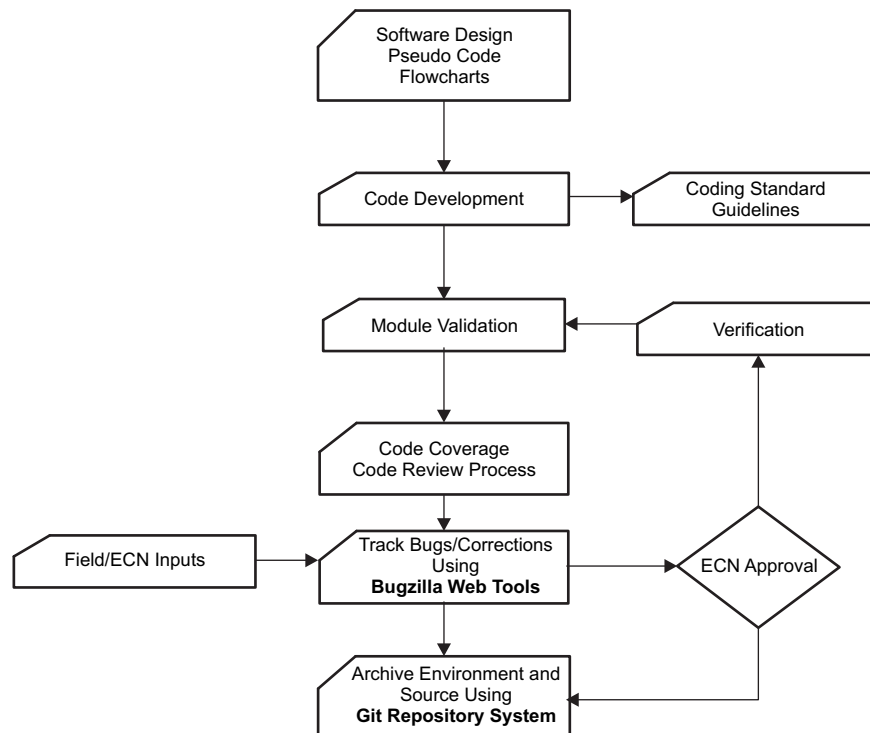 Software Design
Pseudo Code
Flowcharts
Code Development
Coding Standard
Guidelines
Module Validation
Verification
Code Coverage
Code Review Process
Field/ECN Inputs
Track Bugs/Corrections
Using
Bugzilla Web Tools
ECN Approval
Archive Environment and
Source Using
Git Repository System